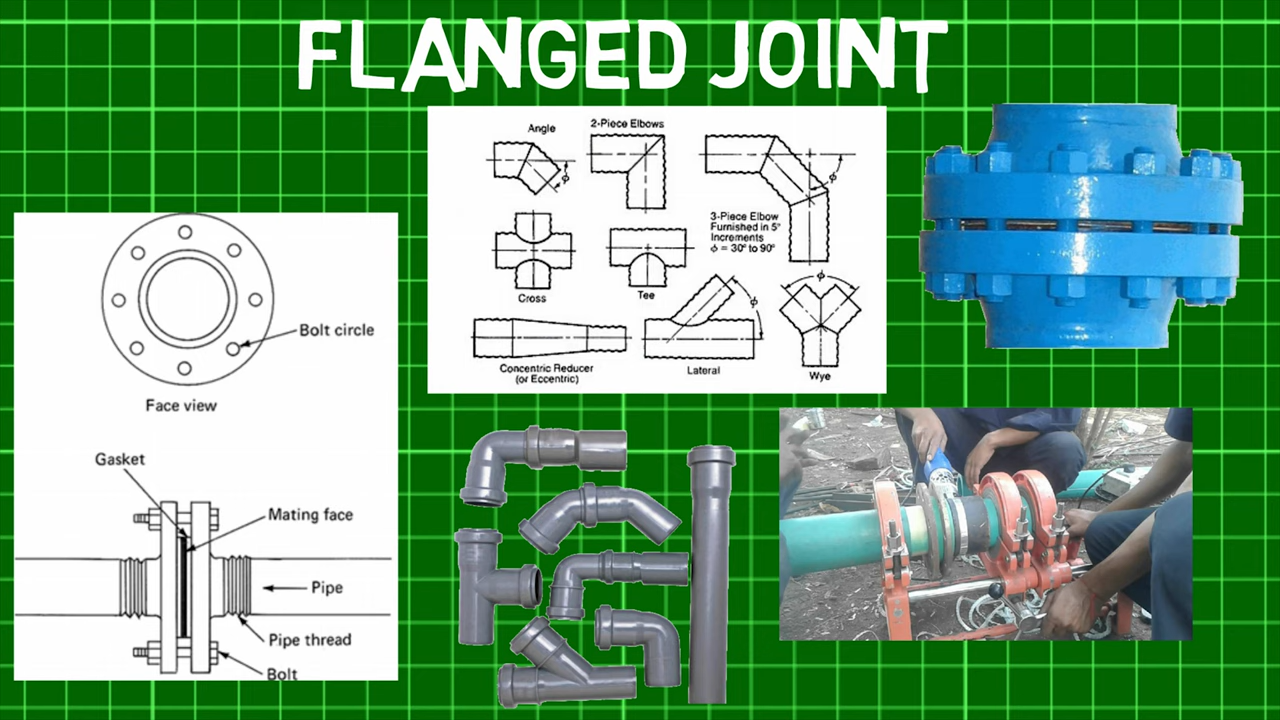 FLANGED JOINT
Bolt circle
Face view
Gasket
Mating face
Pipe
Pipe thread
Bolt
Angle
2-Piece Elbows
ϕ
ϕ
3-Piece Elbow
Furnished in 5°
Increments
ϕ = 30° to 90°
Cross
Tee
ϕ
ϕ
Concentric Reducer
(or Eccentric)
Lateral
Wye